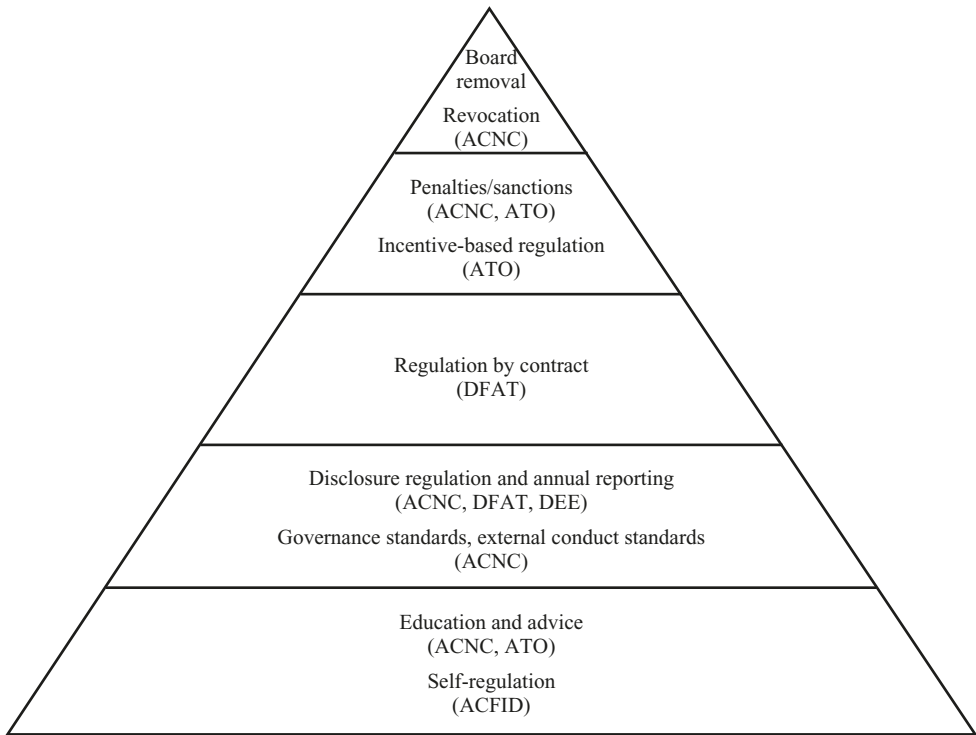 Board
removal
Revocation
(ACNC)
Penalties/sanctions
(ACNC, ATO)
Incentive-based regulation
(ATO)
Regulation by contract
(DFAT)
Disclosure regulation and annual reporting
(ACNC, DFAT, DEE)
Governance standards, external conduct standards
(ACNC)
Education and advice
(ACNC, ATO)
Self-regulation
(ACFID)